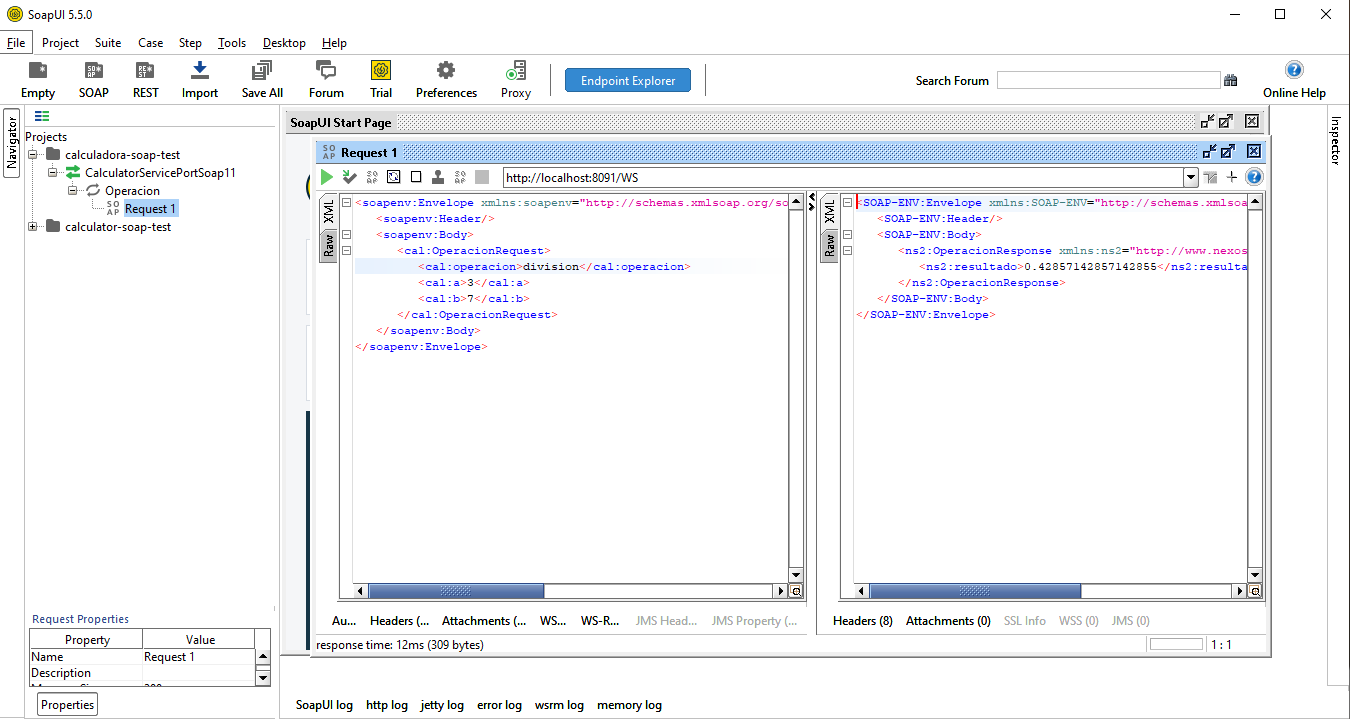 SoapUI 5.5.0
File Project Suite Case Step Tools Desktop Help
Empty SOAP REST Import Save All Forum Trial Preferences Proxy Endpoint Explorer Search Forum Online Help
Navigator
Projects
calculadora-soap-test
CalculatorServicePortSoap11
Operacion
Request 1
calculator-soap-test
SoapUI Start Page
Request 1
http://localhost:8091/WS
XML
Raw
<soapenv:Envelope xmlns:soapenv="http://schemas.xmlsoap.org/so
<soapenv:Header/>
<soapenv:Body>
<cal:OperacionRequest>
<cal:operacion>division</cal:operacion>
<cal:a>3</cal:a>
<cal:b>7</cal:b>
</cal:OperacionRequest>
</soapenv:Body>
</soapenv:Envelope>
XML
Raw
<SOAP-ENV:Envelope xmlns:SOAP-ENV="http://schemas.xmlsoa
<SOAP-ENV:Header/>
<SOAP-ENV:Body>
<ns2:OperacionResponse xmlns:ns2="http://www.nexos
<ns2:resultado>0.42857142857142855</ns2:resulta
</ns2:OperacionResponse>
</SOAP-ENV:Body>
</SOAP-ENV:Envelope>
Au... Headers (... Attachments (... WS... WS-R... JMS Head... JMS Property (...
Headers (8) Attachments (0) SSL Info WSS (0) JMS (0)
response time: 12ms (309 bytes)
1 : 1
Inspector
Request Properties
Property Value
Name Request 1
Description
Properties
SoapUI log http log jetty log error log wsrm log memory log